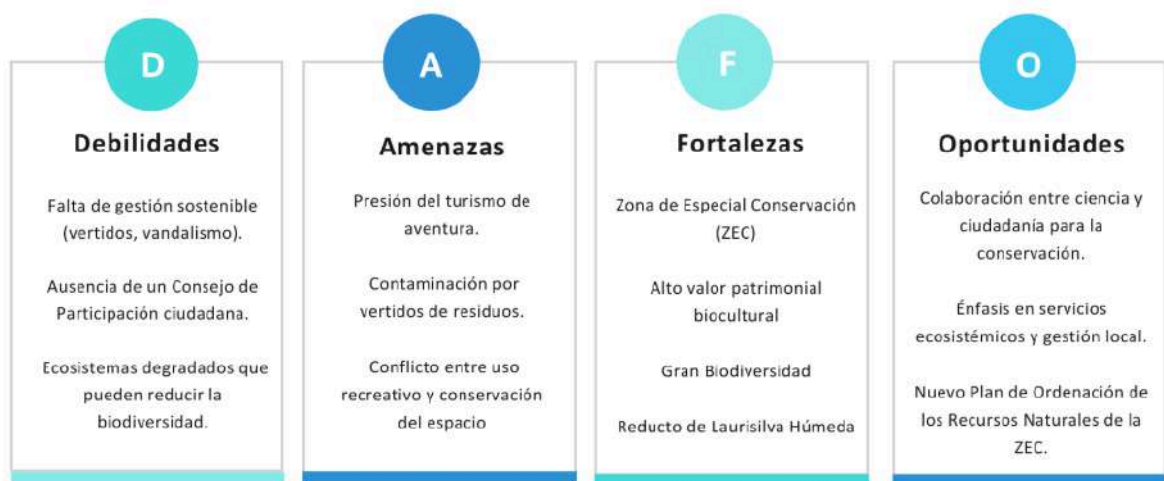 D
Debilidades
Falta de gestión sostenible
(vertidos, vandalismo).
Ausencia de un Consejo de
Participación ciudadana.
Ecosistemas degradados que
pueden reducir la
biodiversidad.
A
Amenazas
Presión del turismo de
aventura.
Contaminación por
vertidos de residuos.
Conflicto entre uso
recreativo y conservación
del espacio
F
Fortalezas
Zona de Especial Conservación
(ZEC)
Alto valor patrimonial
biocultural
Gran Biodiversidad
Reducto de Laurisilva Húmeda
O
Oportunidades
Colaboración entre ciencia y
ciudadanía para la
conservación.
Énfasis en servicios
ecosistémicos y gestión local.
Nuevo Plan de Ordenación de
los Recursos Naturales de la
ZEC.